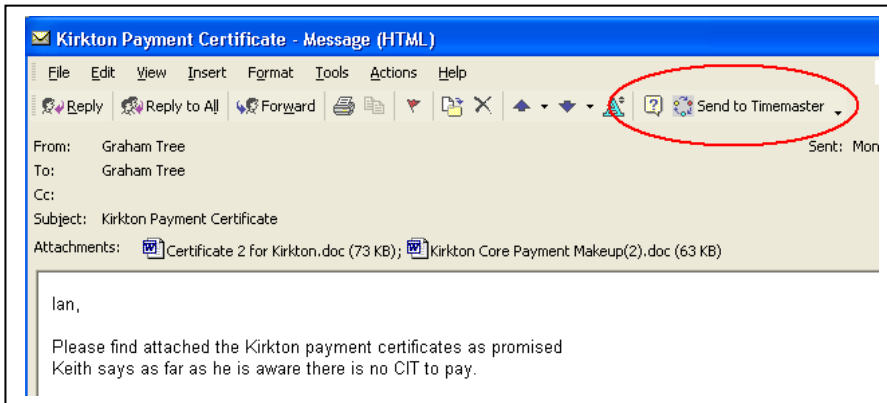 Kirkton Payment Certificate - Message (HTML)
File Edit View Insert Format Tools Actions Help
Reply Reply to All Forward Send to Timemaster
From: Graham Tree Sent: Mon
To: Graham Tree
Cc:
Subject: Kirkton Payment Certificate
Attachments: Certificate 2 for Kirkton.doc (73 KB); Kirkton Core Payment Makeup(2).doc (63 KB)
Ian,
Please find attached the Kirkton payment certificates as promised
Keith says as far as he is aware there is no CIT to pay.